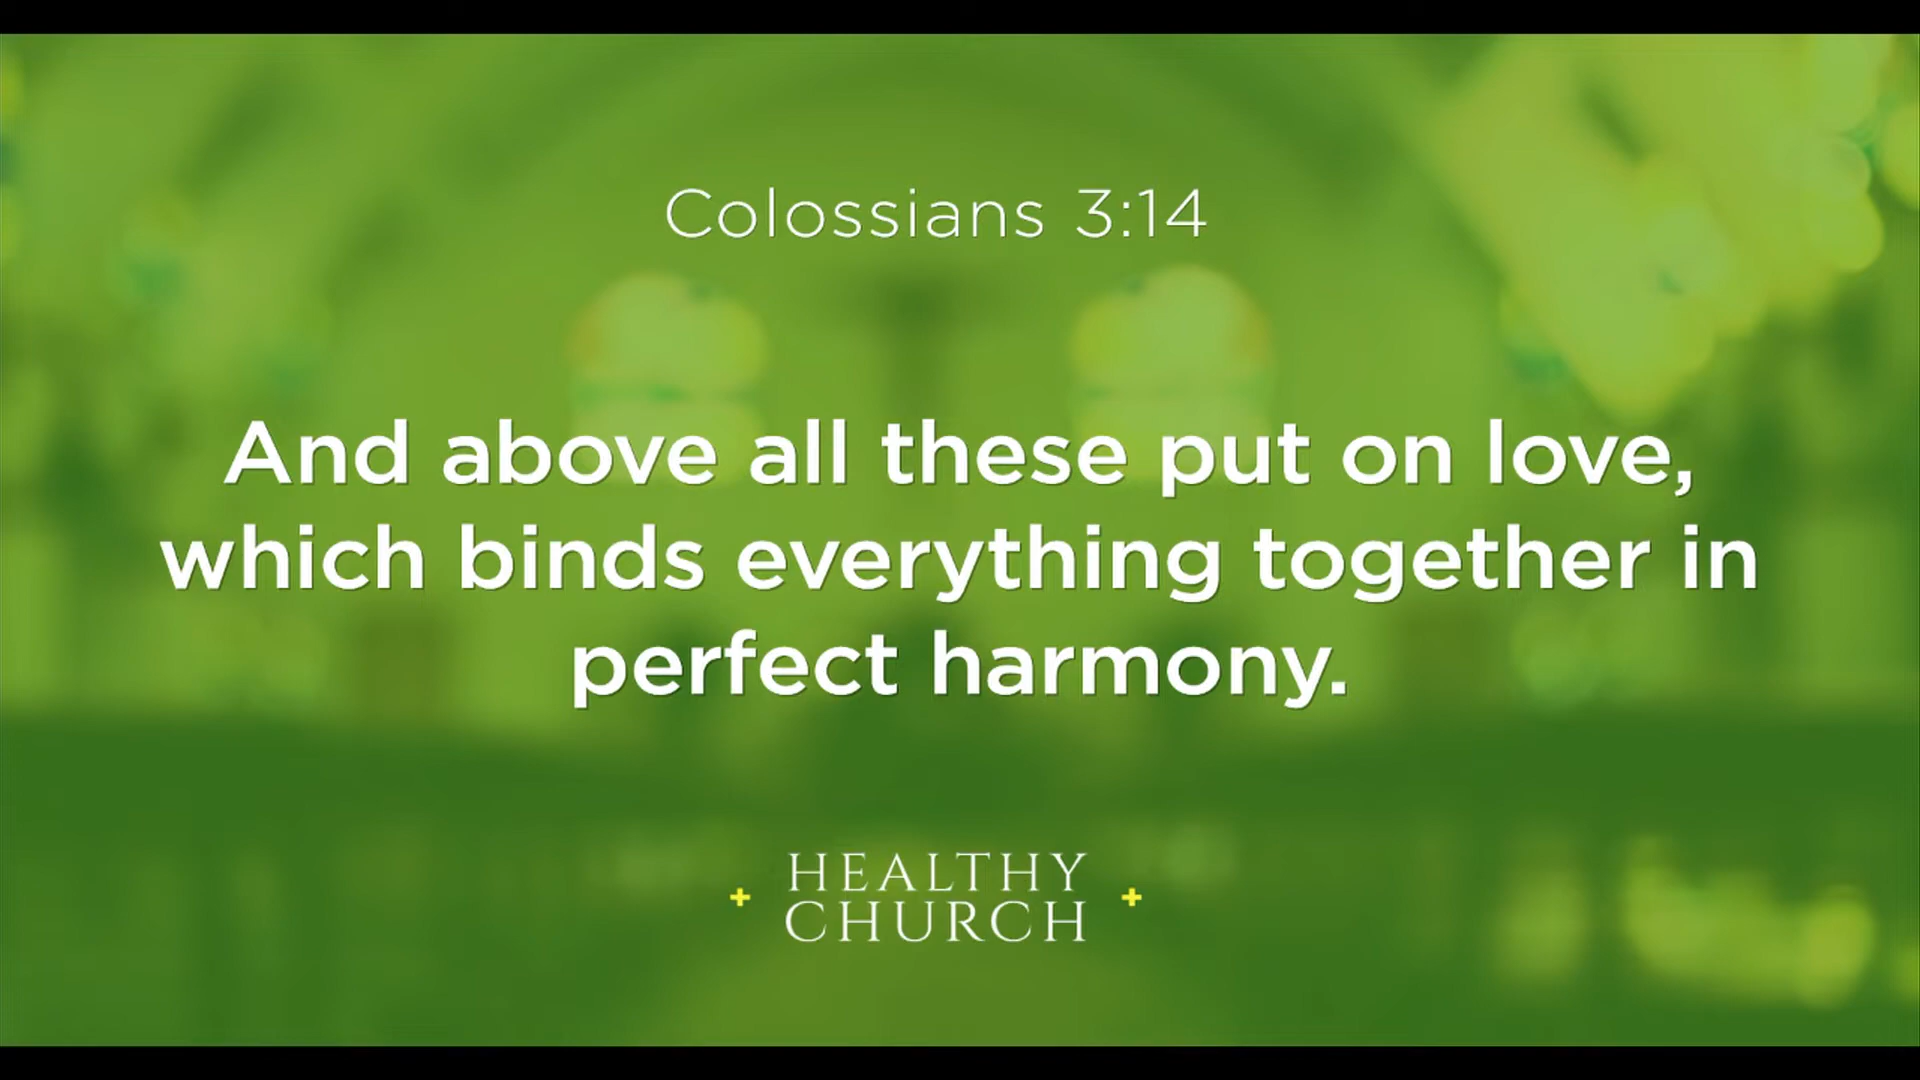 Colossians 3:14
And above all these put on love,
which binds everything together in
perfect harmony.
HEALTHY
CHURCH